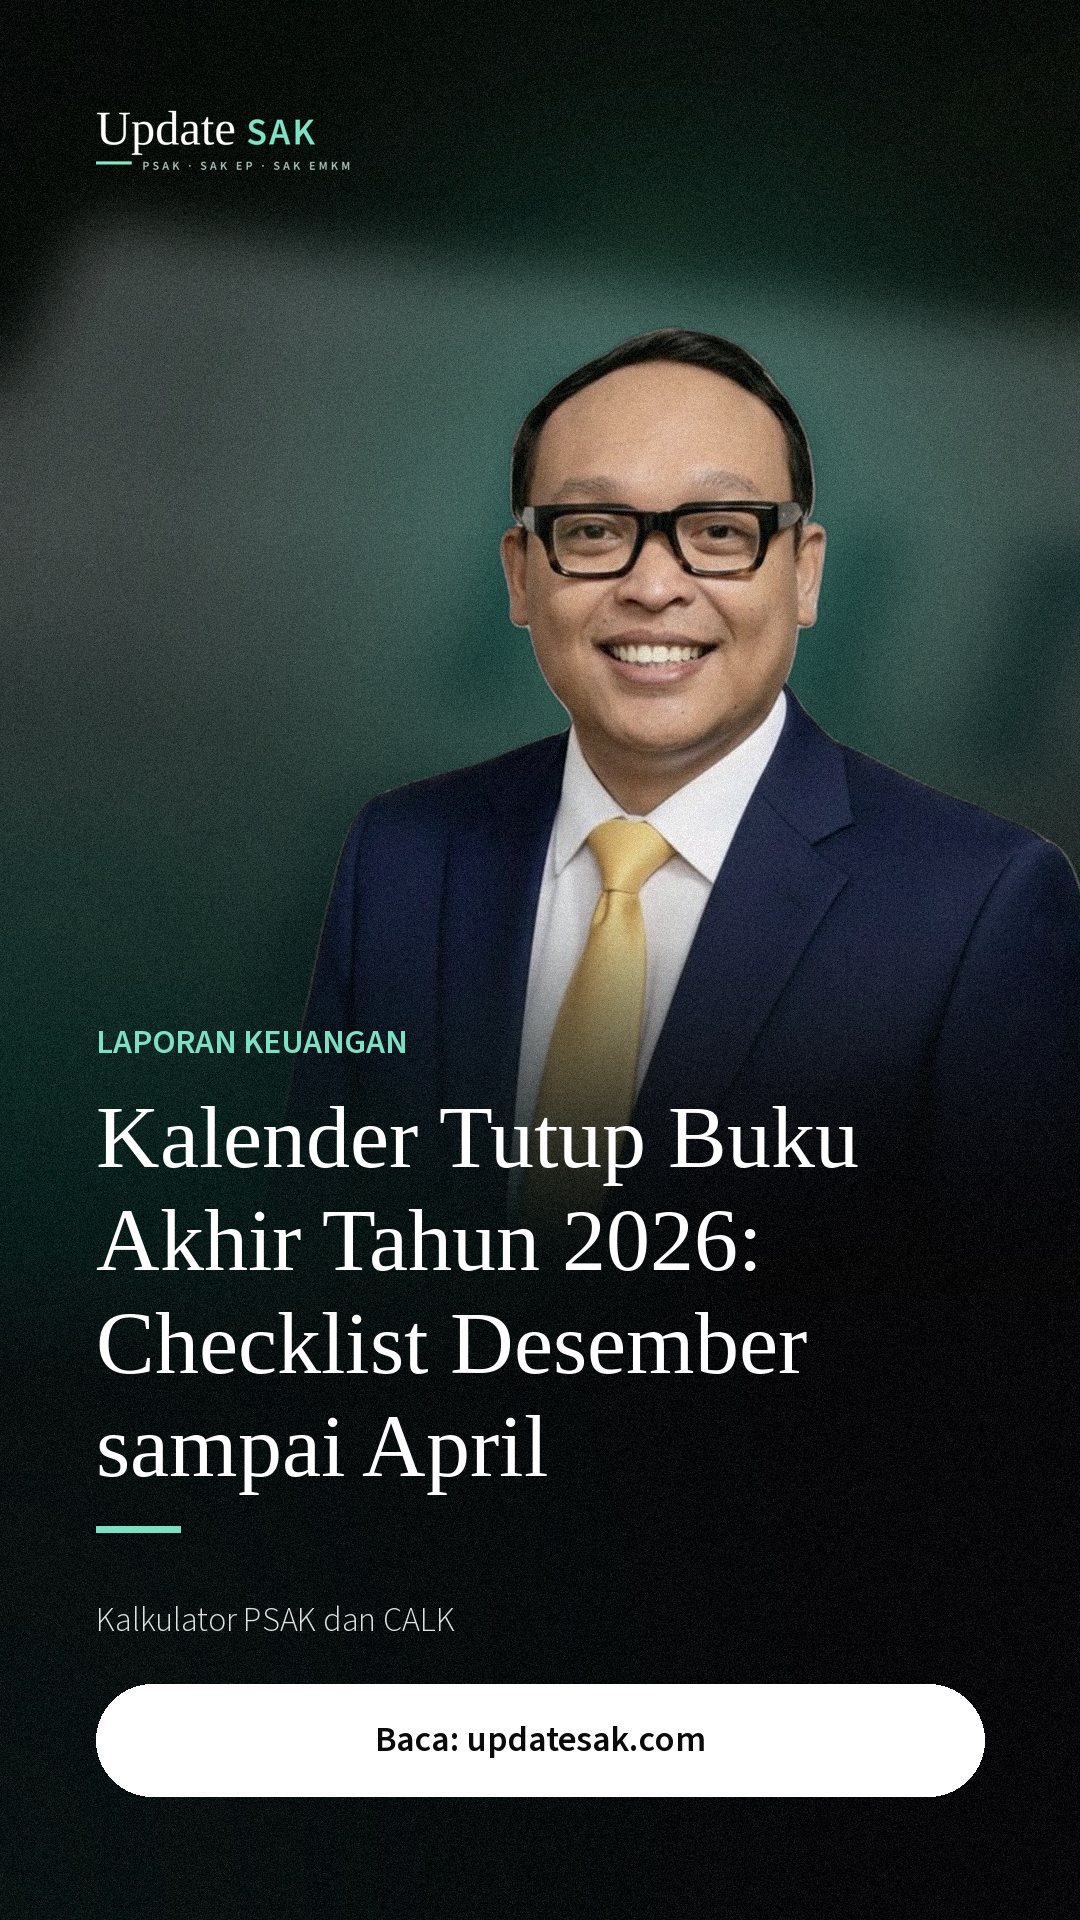 Update SAK
PSAK · SAK EP · SAK EMKM
LAPORAN KEUANGAN
Kalender Tutup Buku
Akhir Tahun 2026:
Checklist Desember
sampai April
Kalkulator PSAK dan CALK
Baca: updatesak.com